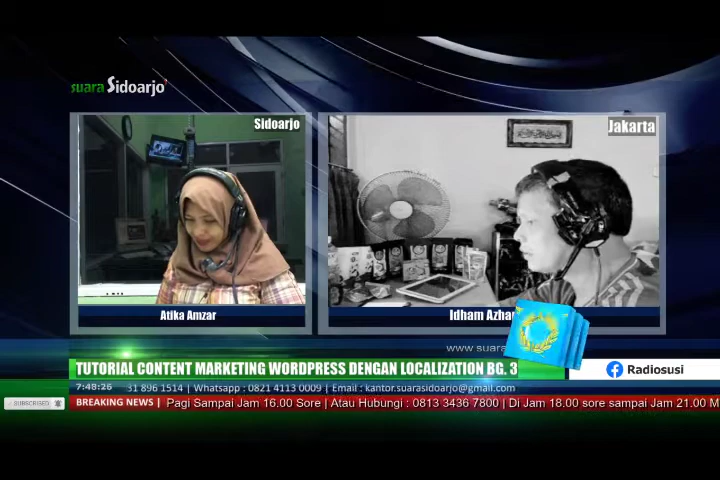 suara Sidoarjo
Sidoarjo
Jakarta
Atika Amzar
Idham Azhar
www.suara
TUTORIAL CONTENT MARKETING WORDPRESS DENGAN LOCALIZATION BG. 3
Radiosusi
7:48:26 31 896 1514 | Whatsapp : 0821 4113 0009 | Email : kantor.suarasidoarjo@gmail.com
SUBSCRIBED
BREAKING NEWS | Pagi Sampai Jam 16.00 Sore | Atau Hubungi : 0813 3436 7800 | Di Jam 18.00 sore sampai Jam 21.00 M